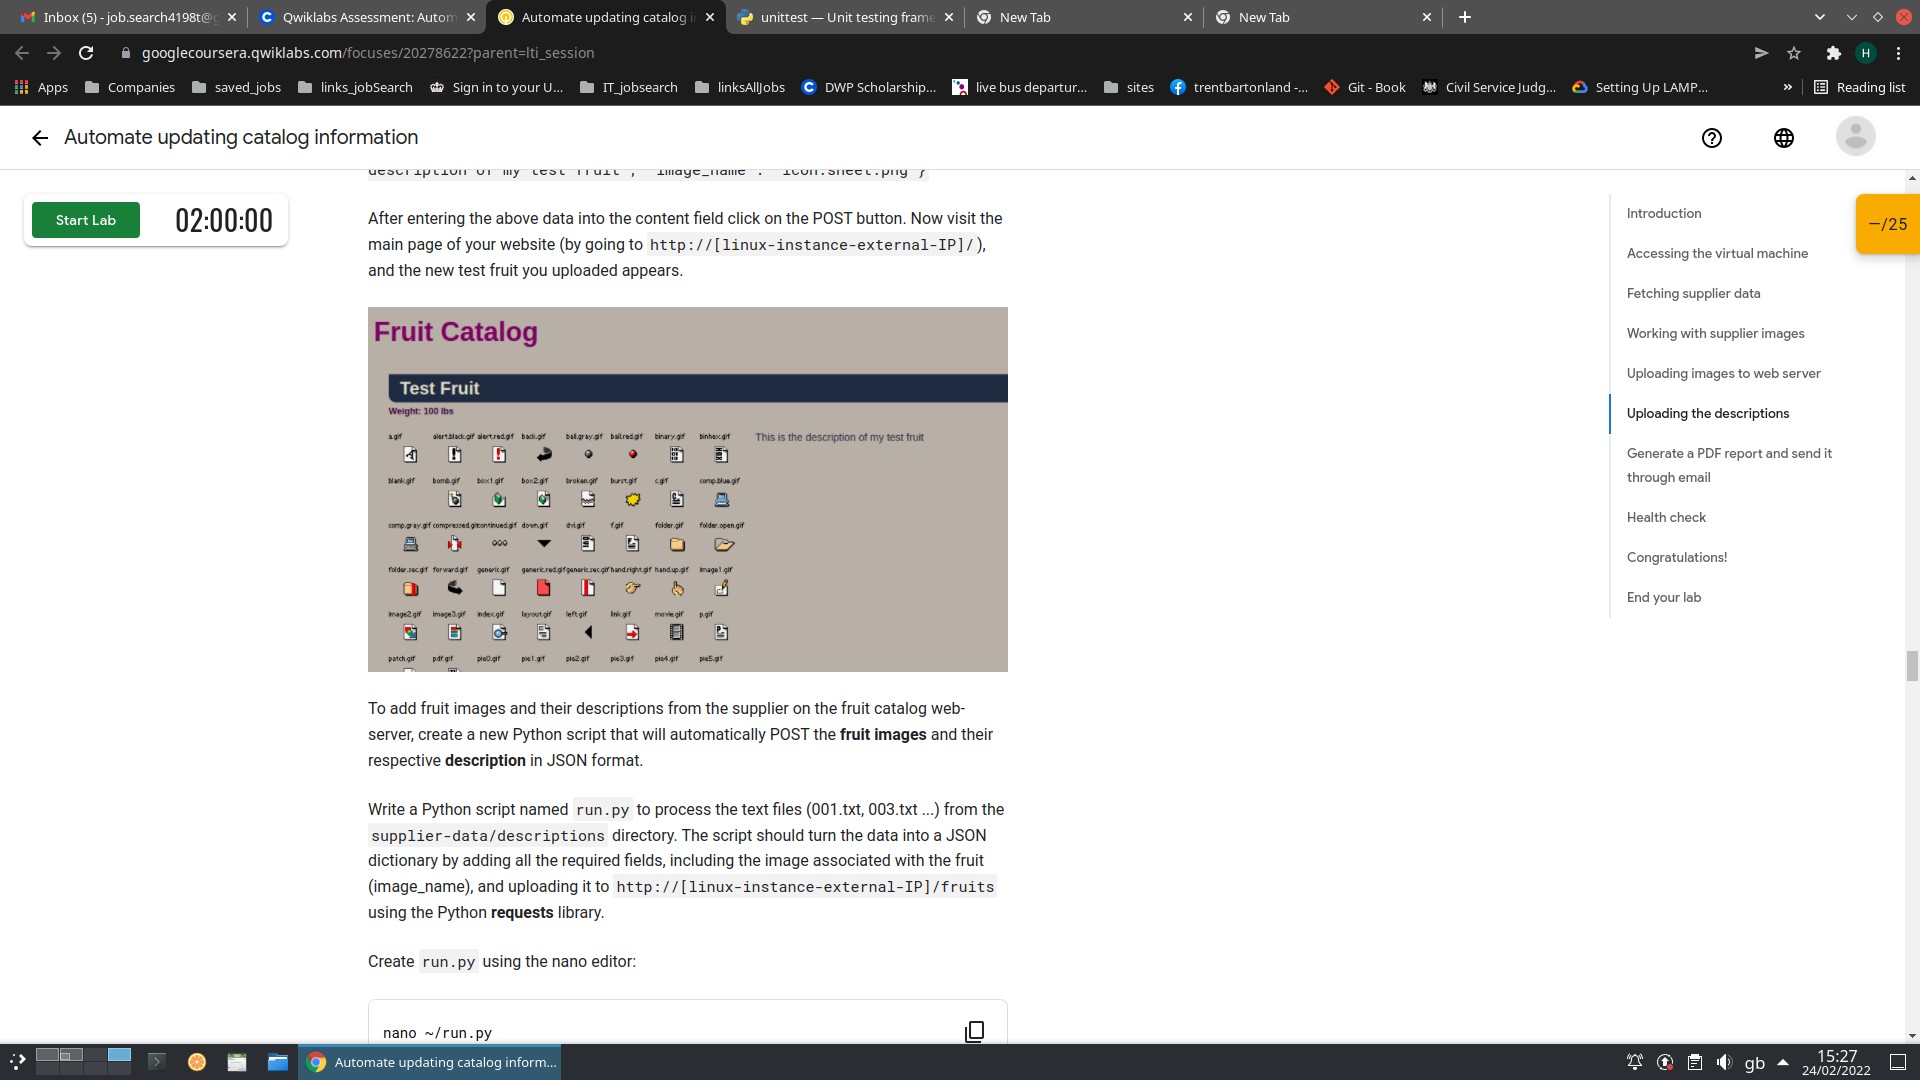 Inbox (5) - job.search4198t@g
Qwiklabs Assessment: Autom
Automate updating catalog i
unittest — Unit testing frame
New Tab
New Tab
googlecoursera.qwiklabs.com/focuses/20278622?parent=lti_session
H
Apps
Companies
saved_jobs
links_jobSearch
Sign in to your U...
IT_jobsearch
linksAllJobs
DWP Scholarship...
live bus departur...
sites
trentbartonland -...
Git - Book
Civil Service Judg...
Setting Up LAMP...
»
Reading list
Automate updating catalog information
Start Lab
02:00:00
description of my test fruit", "image_name": "icon.sheet.png"}
After entering the above data into the content field click on the POST button. Now visit the
main page of your website (by going to http://[linux-instance-external-IP]/),
and the new test fruit you uploaded appears.
Fruit Catalog
Test Fruit
Weight: 100 lbs
a.gif alert.black.gif alert.red.gif back.gif ball.gray.gif ball.red.gif binary.gif binhex.gif
This is the description of my test fruit
blank.gif bomb.gif box1.gif box2.gif broken.gif burst.gif c.gif comp.blue.gif
comp.gray.gif compressed.gif continued.gif down.gif dvi.gif f.gif folder.gif folder.open.gif
folder.sec.gif forward.gif generic.gif generic.red.gif generic.sec.gif hand.right.gif hand.up.gif image1.gif
image2.gif image3.gif index.gif layout.gif left.gif link.gif movie.gif p.gif
patch.gif pdf.gif pie0.gif pie1.gif pie2.gif pie3.gif pie4.gif pie5.gif
To add fruit images and their descriptions from the supplier on the fruit catalog web-
server, create a new Python script that will automatically POST the fruit images and their
respective description in JSON format.
Write a Python script named run.py to process the text files (001.txt, 003.txt ...) from the
supplier-data/descriptions directory. The script should turn the data into a JSON
dictionary by adding all the required fields, including the image associated with the fruit
(image_name), and uploading it to http://[linux-instance-external-IP]/fruits
using the Python requests library.
Create run.py using the nano editor:
nano ~/run.py
Introduction
Accessing the virtual machine
Fetching supplier data
Working with supplier images
Uploading images to web server
Uploading the descriptions
Generate a PDF report and send it
through email
Health check
Congratulations!
End your lab
—/25
Automate updating catalog inform...
gb
15:27
24/02/2022